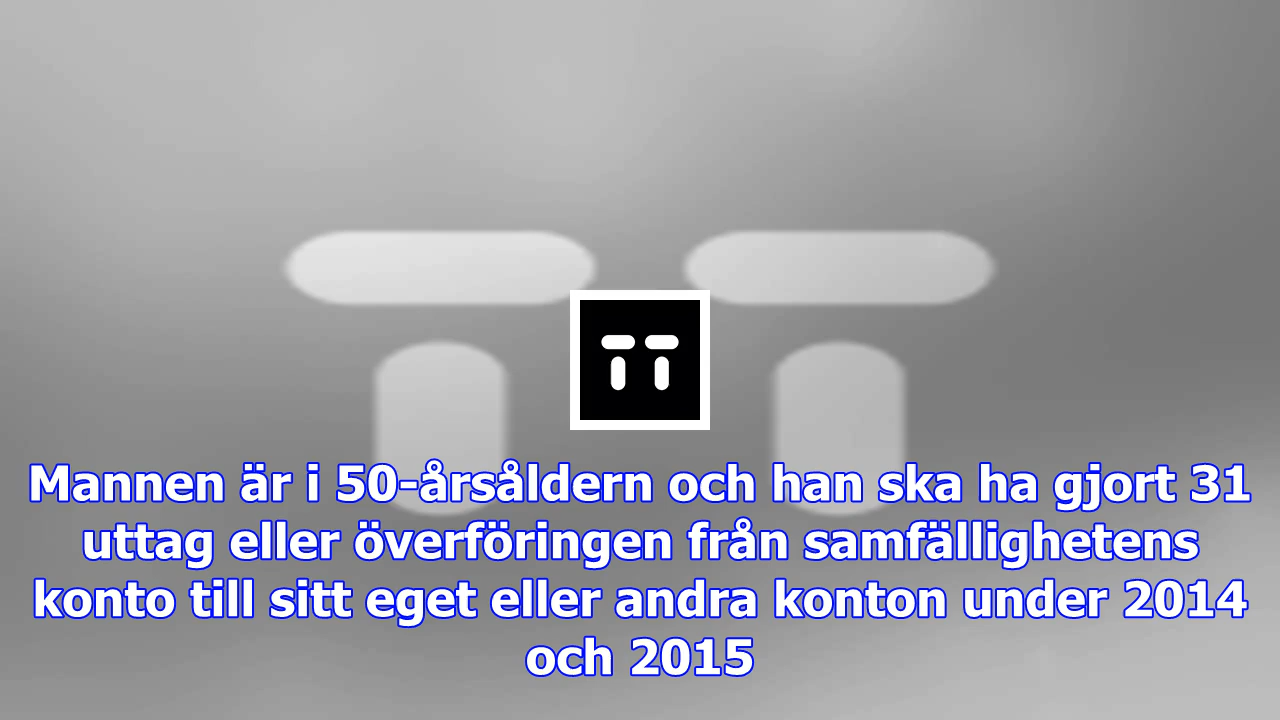 Mannen är i 50-årsåldern och han ska ha gjort 31
uttag eller överföringen från samfällighetens
konto till sitt eget eller andra konton under 2014
och 2015